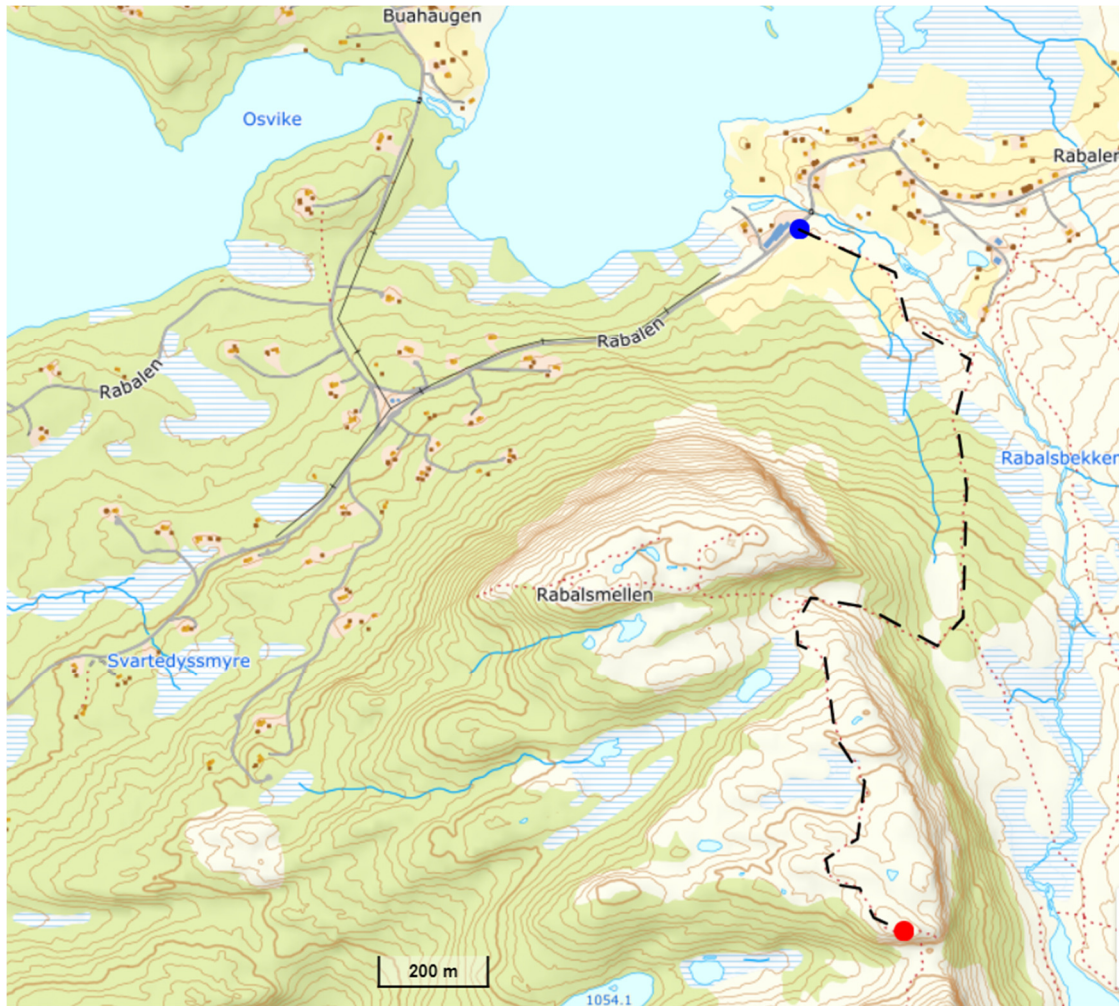 Buahaugen
Osvike
Rabalen
Rabalen
Rabalen
Rabalsbekken
Rabalsmellen
Svartedyssmyre
200 m
1054.1